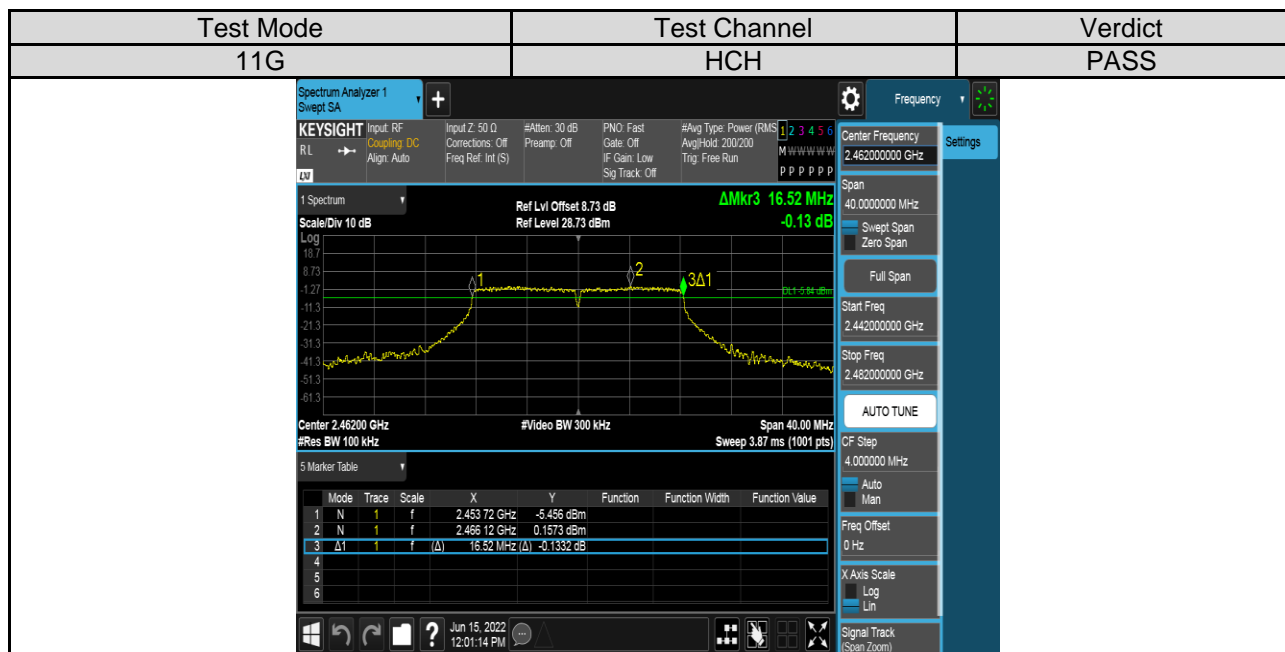 Test Mode Test Channel Verdict
11G HCH PASS
Spectrum Analyzer 1
Swept SA
+
Frequency
KEYSIGHT
RL
LXI
Input: RF
Coupling: DC
Align: Auto
Input Z: 50 Ω
Corrections: Off
Freq Ref: Int (S)
#Atten: 30 dB
Preamp: Off
PNO: Fast
Gate: Off
IF Gain: Low
Sig Track: Off
#Avg Type: Power (RMS
Avg|Hold: 200/200
Trig: Free Run
1 2 3 4 5 6
M W W W W W
P P P P P P
1 Spectrum
Scale/Div 10 dB
Ref Lvl Offset 8.73 dB
Ref Level 28.73 dBm
ΔMkr3 16.52 MHz
-0.13 dB
Log
18.7
8.73
-1.27
-11.3
-21.3
-31.3
-41.3
-51.3
-61.3
1
2
3Δ1
DL1 -5.84 dBm
Center 2.46200 GHz #Video BW 300 kHz Span 40.00 MHz
#Res BW 100 kHz Sweep 3.87 ms (1001 pts)
5 Marker Table
Mode Trace Scale X Y Function Function Width Function Value
1 N 1 f 2.453 72 GHz -5.456 dBm
2 N 1 f 2.466 12 GHz 0.1573 dBm
3 Δ1 1 f (Δ) 16.52 MHz (Δ) -0.1332 dB
4
5
6
?
Jun 15, 2022
12:01:14 PM
Center Frequency
2.462000000 GHz
Settings
Span
40.0000000 MHz
Swept Span
Zero Span
Full Span
Start Freq
2.442000000 GHz
Stop Freq
2.482000000 GHz
AUTO TUNE
CF Step
4.000000 MHz
Auto
Man
Freq Offset
0 Hz
X Axis Scale
Log
Lin
Signal Track
(Span Zoom)